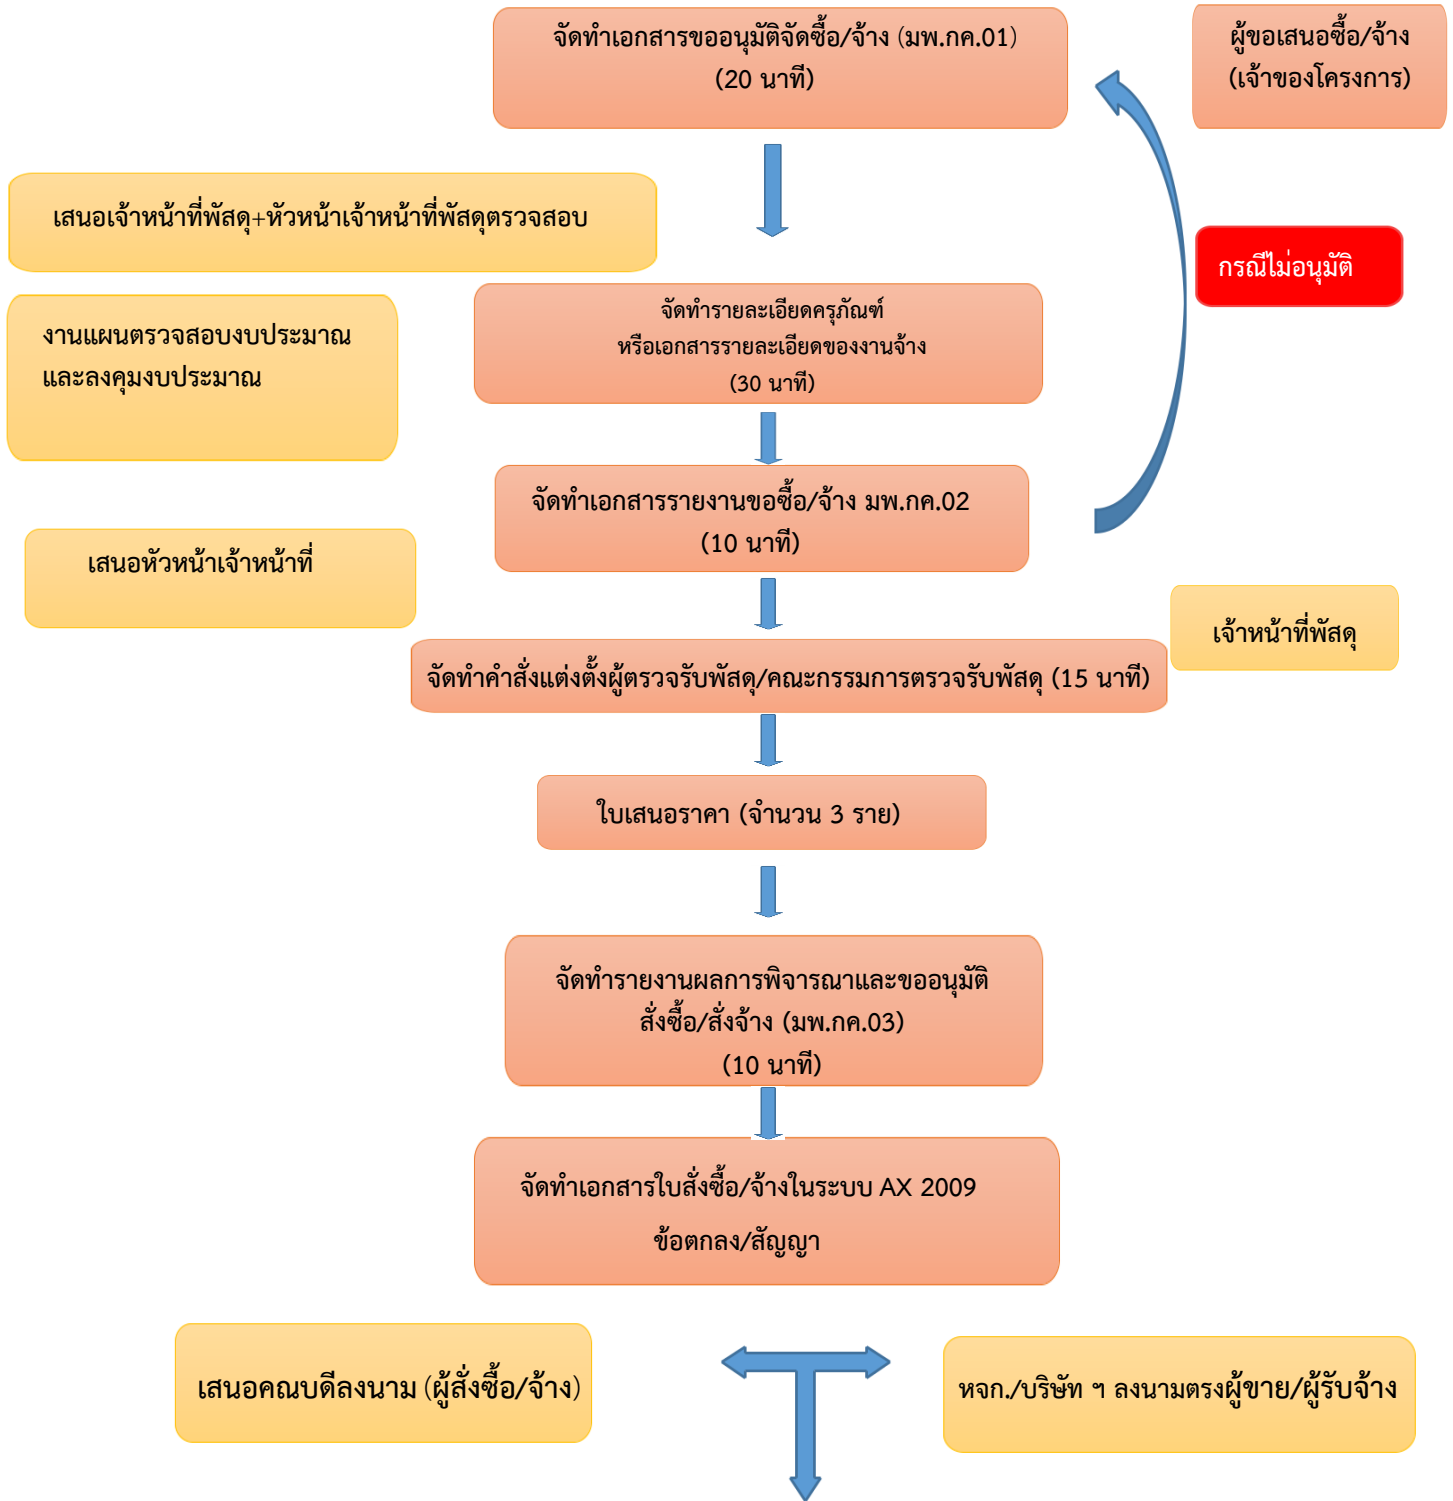 จัดทำเอกสารขออนุมัติจัดซื้อ/จ้าง (มพ.กค.01)
(20 นาที)
ผู้ขอเสนอซื้อ/จ้าง
(เจ้าของโครงการ)
เสนอเจ้าหน้าที่พัสดุ+หัวหน้าเจ้าหน้าที่พัสดุตรวจสอบ
กรณีไม่อนุมัติ
งานแผนตรวจสอบงบประมาณ
และลงคุมงบประมาณ
จัดทำรายละเอียดครุภัณฑ์
หรือเอกสารรายละเอียดของงานจ้าง
(30 นาที)
จัดทำเอกสารรายงานขอซื้อ/จ้าง มพ.กค.02
(10 นาที)
เสนอหัวหน้าเจ้าหน้าที่
เจ้าหน้าที่พัสดุ
จัดทำคำสั่งแต่งตั้งผู้ตรวจรับพัสดุ/คณะกรรมการตรวจรับพัสดุ (15 นาที)
ใบเสนอราคา (จำนวน 3 ราย)
จัดทำรายงานผลการพิจารณาและขออนุมัติ
สั่งซื้อ/สั่งจ้าง (มพ.กค.03)
(10 นาที)
จัดทำเอกสารใบสั่งซื้อ/จ้างในระบบ AX 2009
ข้อตกลง/สัญญา
เสนอคณบดีลงนาม (ผู้สั่งซื้อ/จ้าง)
หจก./บริษัท ฯ ลงนามตรงผู้ขาย/ผู้รับจ้าง